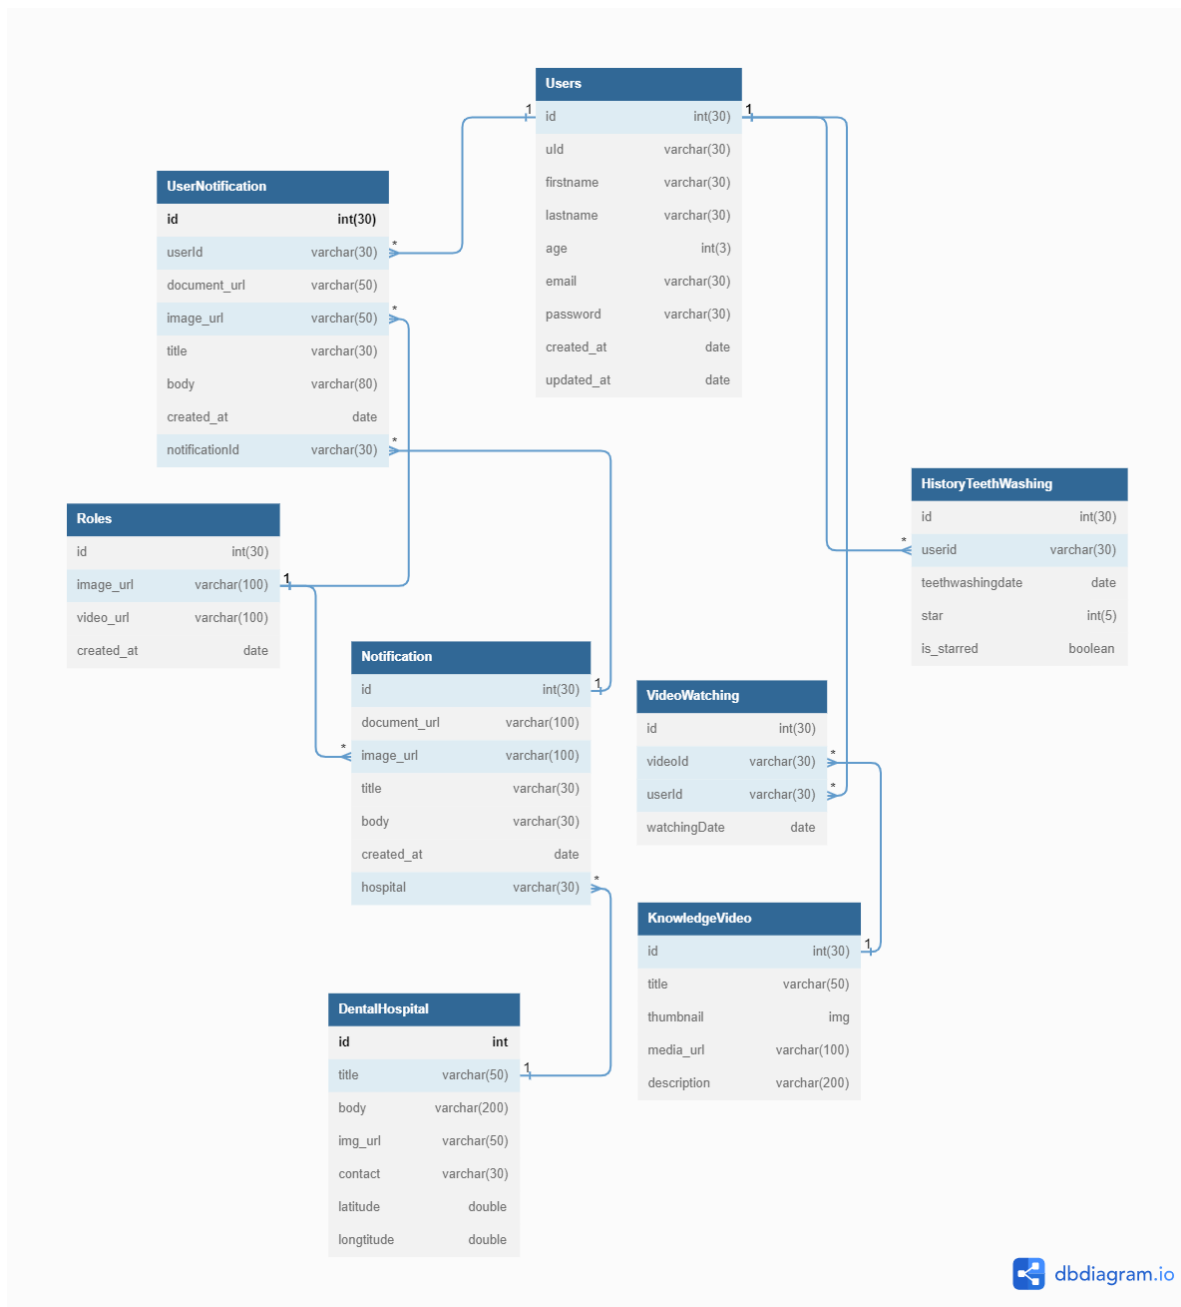 Users
1 id int(30) 1
uId varchar(30)
firstname varchar(30)
lastname varchar(30)
age int(3)
email varchar(30)
password varchar(30)
created_at date
updated_at date
UserNotification
id int(30)
userId varchar(30) *
document_url varchar(50)
image_url varchar(50) *
title varchar(30)
body varchar(80)
created_at date
notificationId varchar(30) *
Roles
id int(30)
image_url varchar(100) 1
video_url varchar(100)
created_at date
HistoryTeethWashing
id int(30)
* userid varchar(30)
teethwashingdate date
star int(5)
is_starred boolean
Notification
id int(30) 1
document_url varchar(100)
* image_url varchar(100)
title varchar(30)
body varchar(30)
created_at date
hospital varchar(30) *
VideoWatching
id int(30)
videoId varchar(30) *
userId varchar(30) *
watchingDate date
KnowledgeVideo
id int(30) 1
title varchar(50)
thumbnail img
media_url varchar(100)
description varchar(200)
DentalHospital
id int
title varchar(50) 1
body varchar(200)
img_url varchar(50)
contact varchar(30)
latitude double
longtitude double
dbdiagram.io